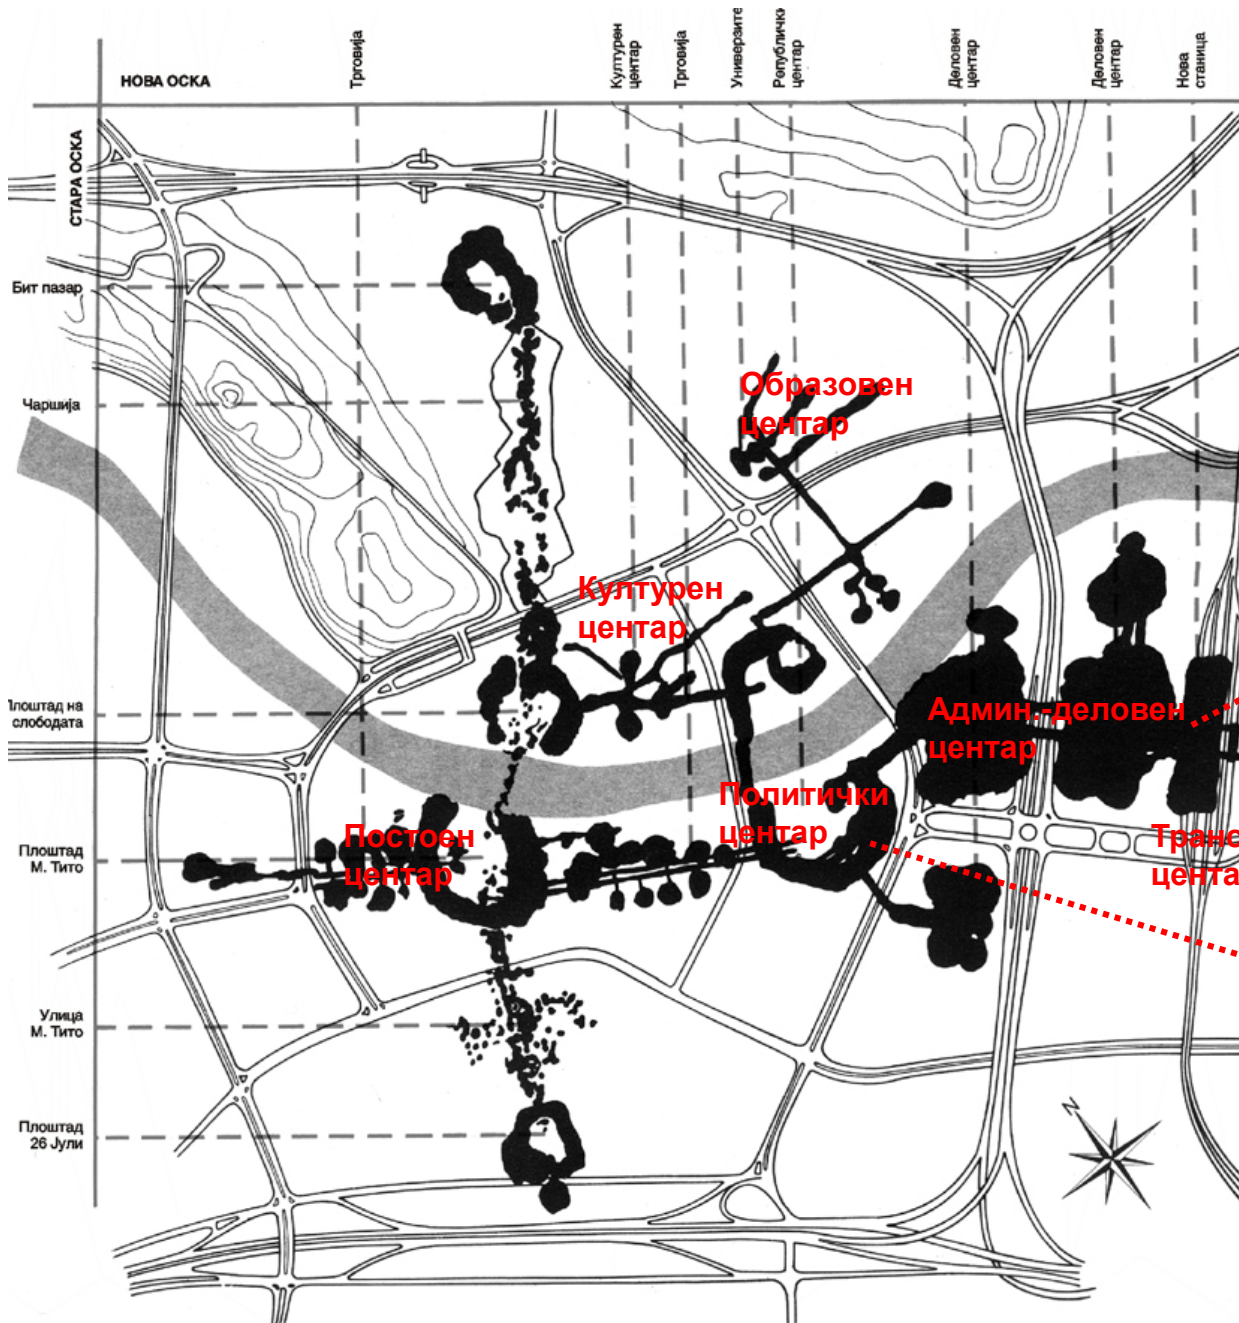 НОВА ОСКА
СТАРА ОСКА
Трговија
Културен
центар
Трговија
Универзите
Републички
центар
Деловен
центар
Деловен
центар
Нова
станица
Бит пазар
Чаршија
Плоштад на
слободата
Плоштад
М. Тито
Улица
М. Тито
Плоштад
26 Јули
Образовен
центар
Културен
центар
Админ.-деловен
центар
Политички
центар
Постоен
центар
Транс
цента
N